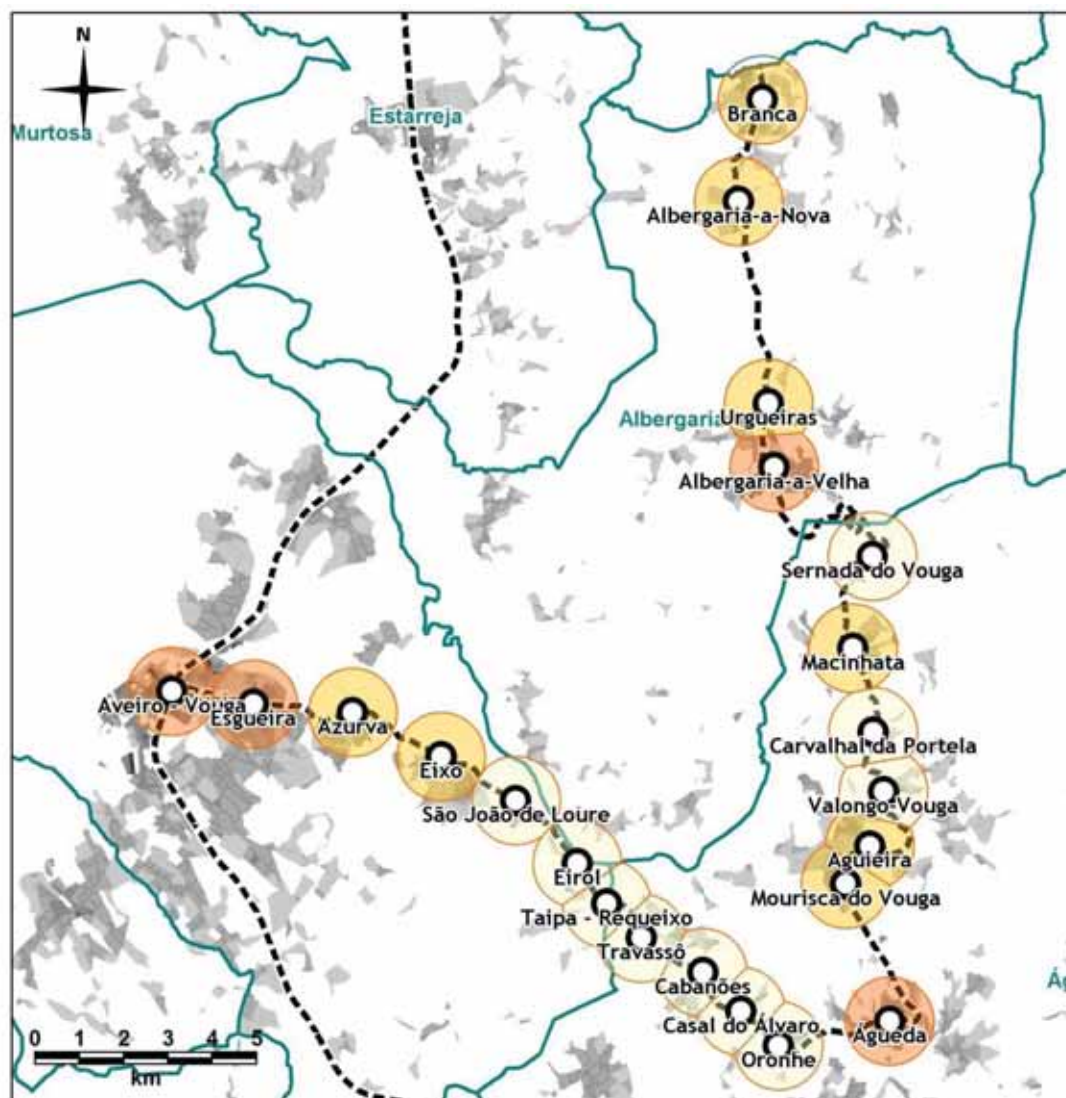 N
Murtosa
Estarreja
Branca
Albergaria-a-Nova
Albergaria
Urgueiras
Albergaria-a-Velha
Sernada do Vouga
Macinhata
Aveiro - Vouga
Esgueira
Azurva
Carvalhal da Portela
Eixo
Valongo-Vouga
São João de Loure
Aguieira
Eirol
Mourisca do Vouga
Taipa - Requeixo
Travassô
Cabanões
Ág
Casal do Álvaro
Águeda
Oronhe
0 1 2 3 4 5
km